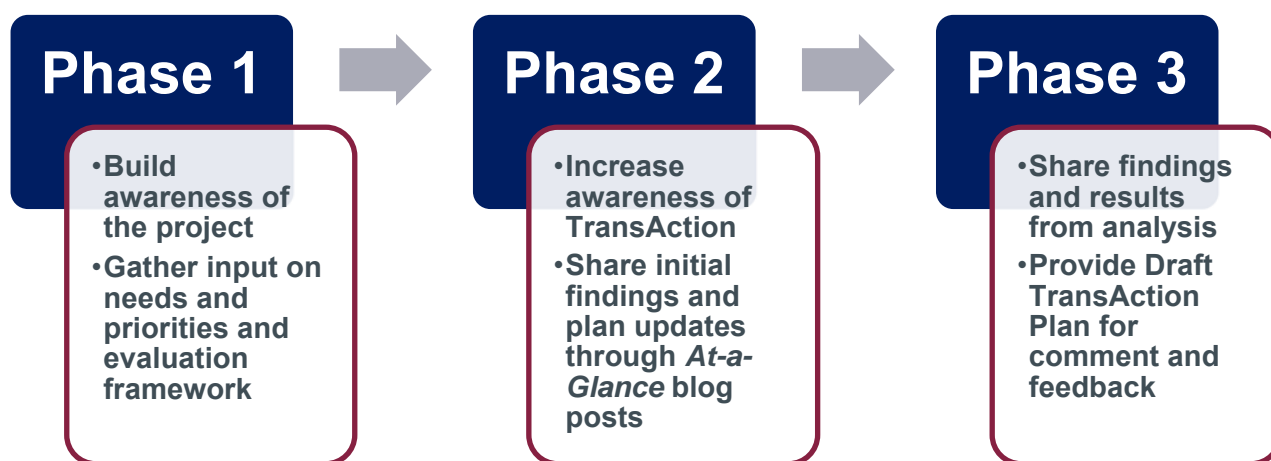 Phase 1
•Build
awareness of
the project
•Gather input on
needs and
priorities and
evaluation
framework
Phase 2
•Increase
awareness of
TransAction
•Share initial
findings and
plan updates
through At-a-
Glance blog
posts
Phase 3
•Share findings
and results
from analysis
•Provide Draft
TransAction
Plan for
comment and
feedback